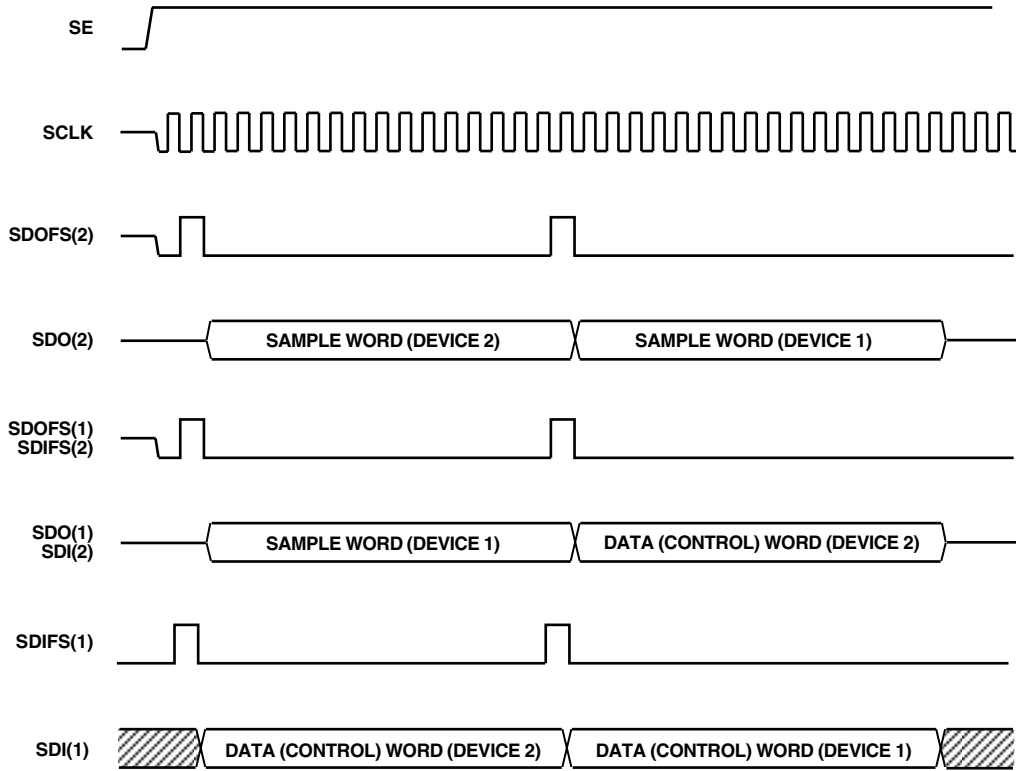 SE
SCLK
SDOFS(2)
SDO(2)
SAMPLE WORD (DEVICE 2)
SAMPLE WORD (DEVICE 1)
SDOFS(1)
SDIFS(2)
SDO(1)
SDI(2)
SAMPLE WORD (DEVICE 1)
DATA (CONTROL) WORD (DEVICE 2)
SDIFS(1)
SDI(1)
DATA (CONTROL) WORD (DEVICE 2)
DATA (CONTROL) WORD (DEVICE 1)